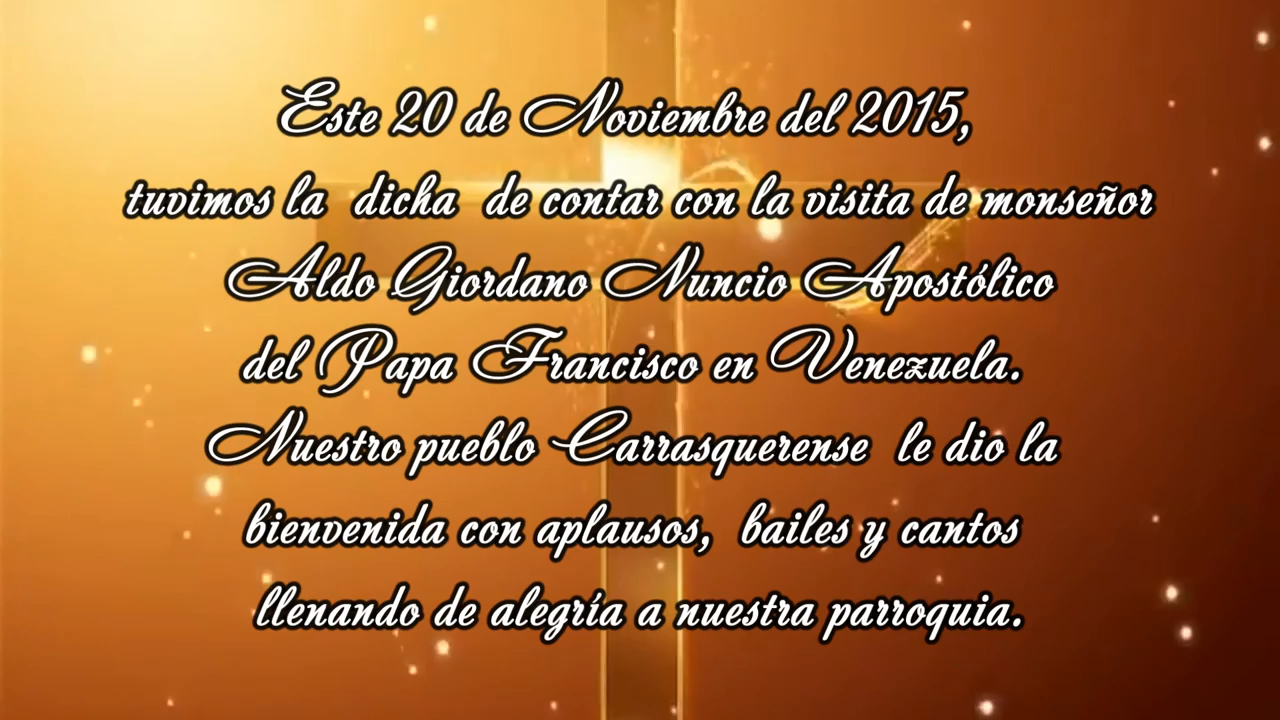 Este 20 de Noviembre del 2015,
tuvimos la dicha de contar con la visita de monseñor
Aldo Giordano Nuncio Apostólico
del Papa Francisco en Venezuela.
Nuestro pueblo Carrasquerense le dio la
bienvenida con aplausos, bailes y cantos
llenando de alegría a nuestra parroquia.